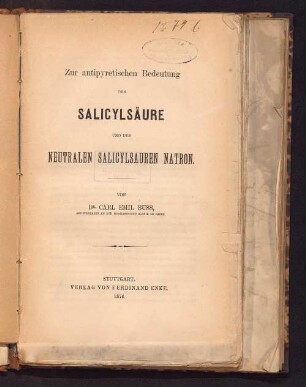 Zur antipyretischen Bedeutung
DER
SALICYLSÄURE
UND DES
NEUTRALEN SALICYLSAUREN NATRON.
VON
DR CARL EMIL BUSS,
STUTTGART.
VERLAG VON FERDINAND ENKE.
1876.